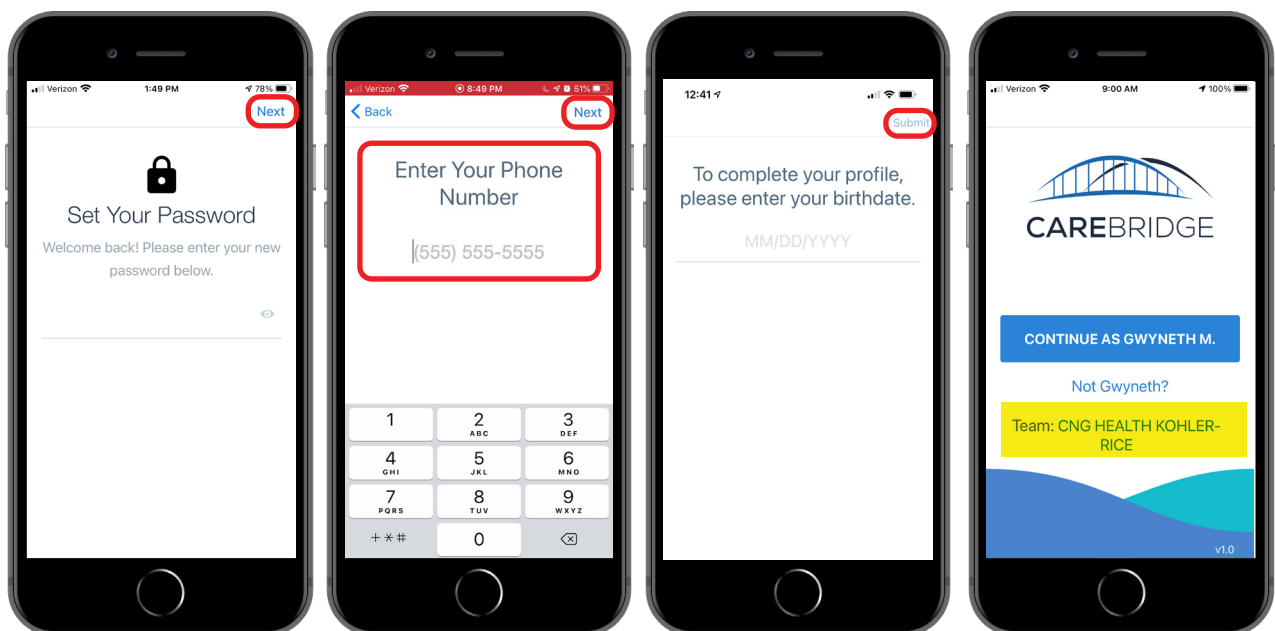 Verizon 1:49 PM 78%
Next
Set Your Password
Welcome back! Please enter your new
password below.
Verizon 8:49 PM 51%
Back Next
Enter Your Phone
Number
(555) 555-5555
1 2 ABC 3 DEF
4 GHI 5 JKL 6 MNO
7 PQRS 8 TUV 9 WXYZ
+*# 0
12:41
Submit
To complete your profile,
please enter your birthdate.
MM/DD/YYYY
Verizon 9:00 AM 100%
CAREBRIDGE
CONTINUE AS GWYNETH M.
Not Gwyneth?
Team: CNG HEALTH KOHLER-
RICE
v1.0